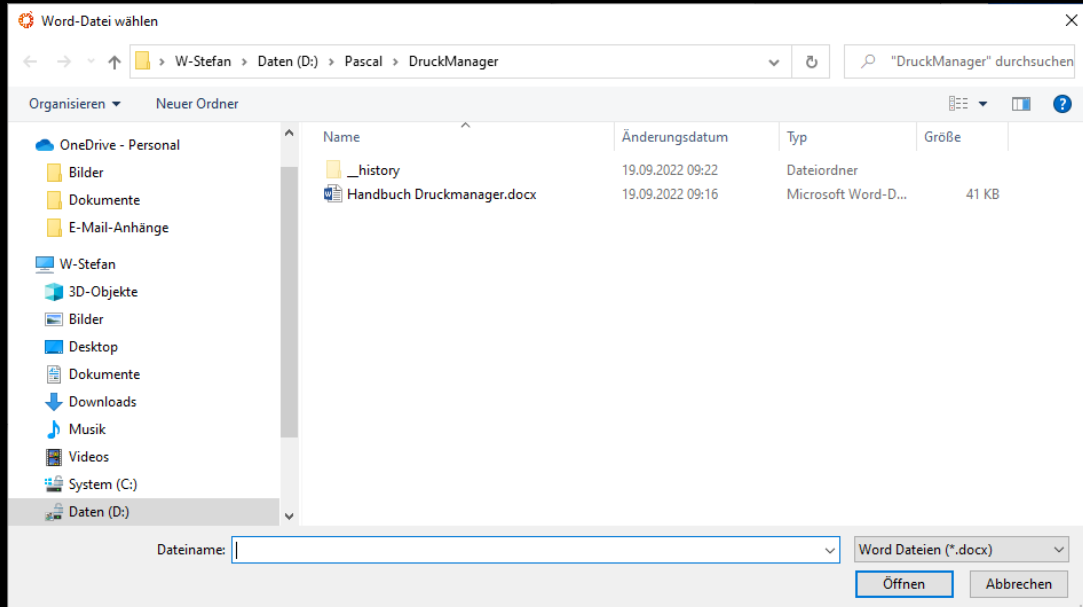 Word-Datei wählen
W-Stefan › Daten (D:) › Pascal › DruckManager
"DruckManager" durchsuchen
Organisieren Neuer Ordner
OneDrive - Personal
Bilder
Dokumente
E-Mail-Anhänge
W-Stefan
3D-Objekte
Bilder
Desktop
Dokumente
Downloads
Musik
Videos
System (C:)
Daten (D:)
Name Änderungsdatum Typ Größe
__history 19.09.2022 09:22 Dateiordner
Handbuch Druckmanager.docx 19.09.2022 09:16 Microsoft Word-D... 41 KB
Dateiname:
Word Dateien (*.docx)
Öffnen Abbrechen